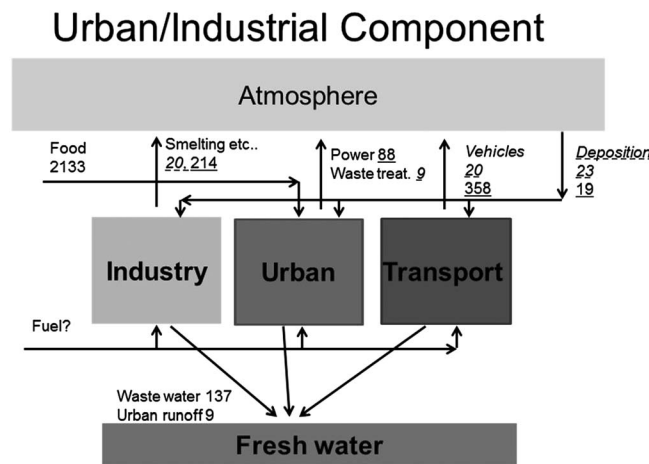 Urban/Industrial Component
Atmosphere
Food
2133
Smelting etc..
20, 214
Power 88
Waste treat. 9
Vehicles
20
358
Deposition
23
19
Industry
Urban
Transport
Fuel?
Waste water 137
Urban runoff 9
Fresh water